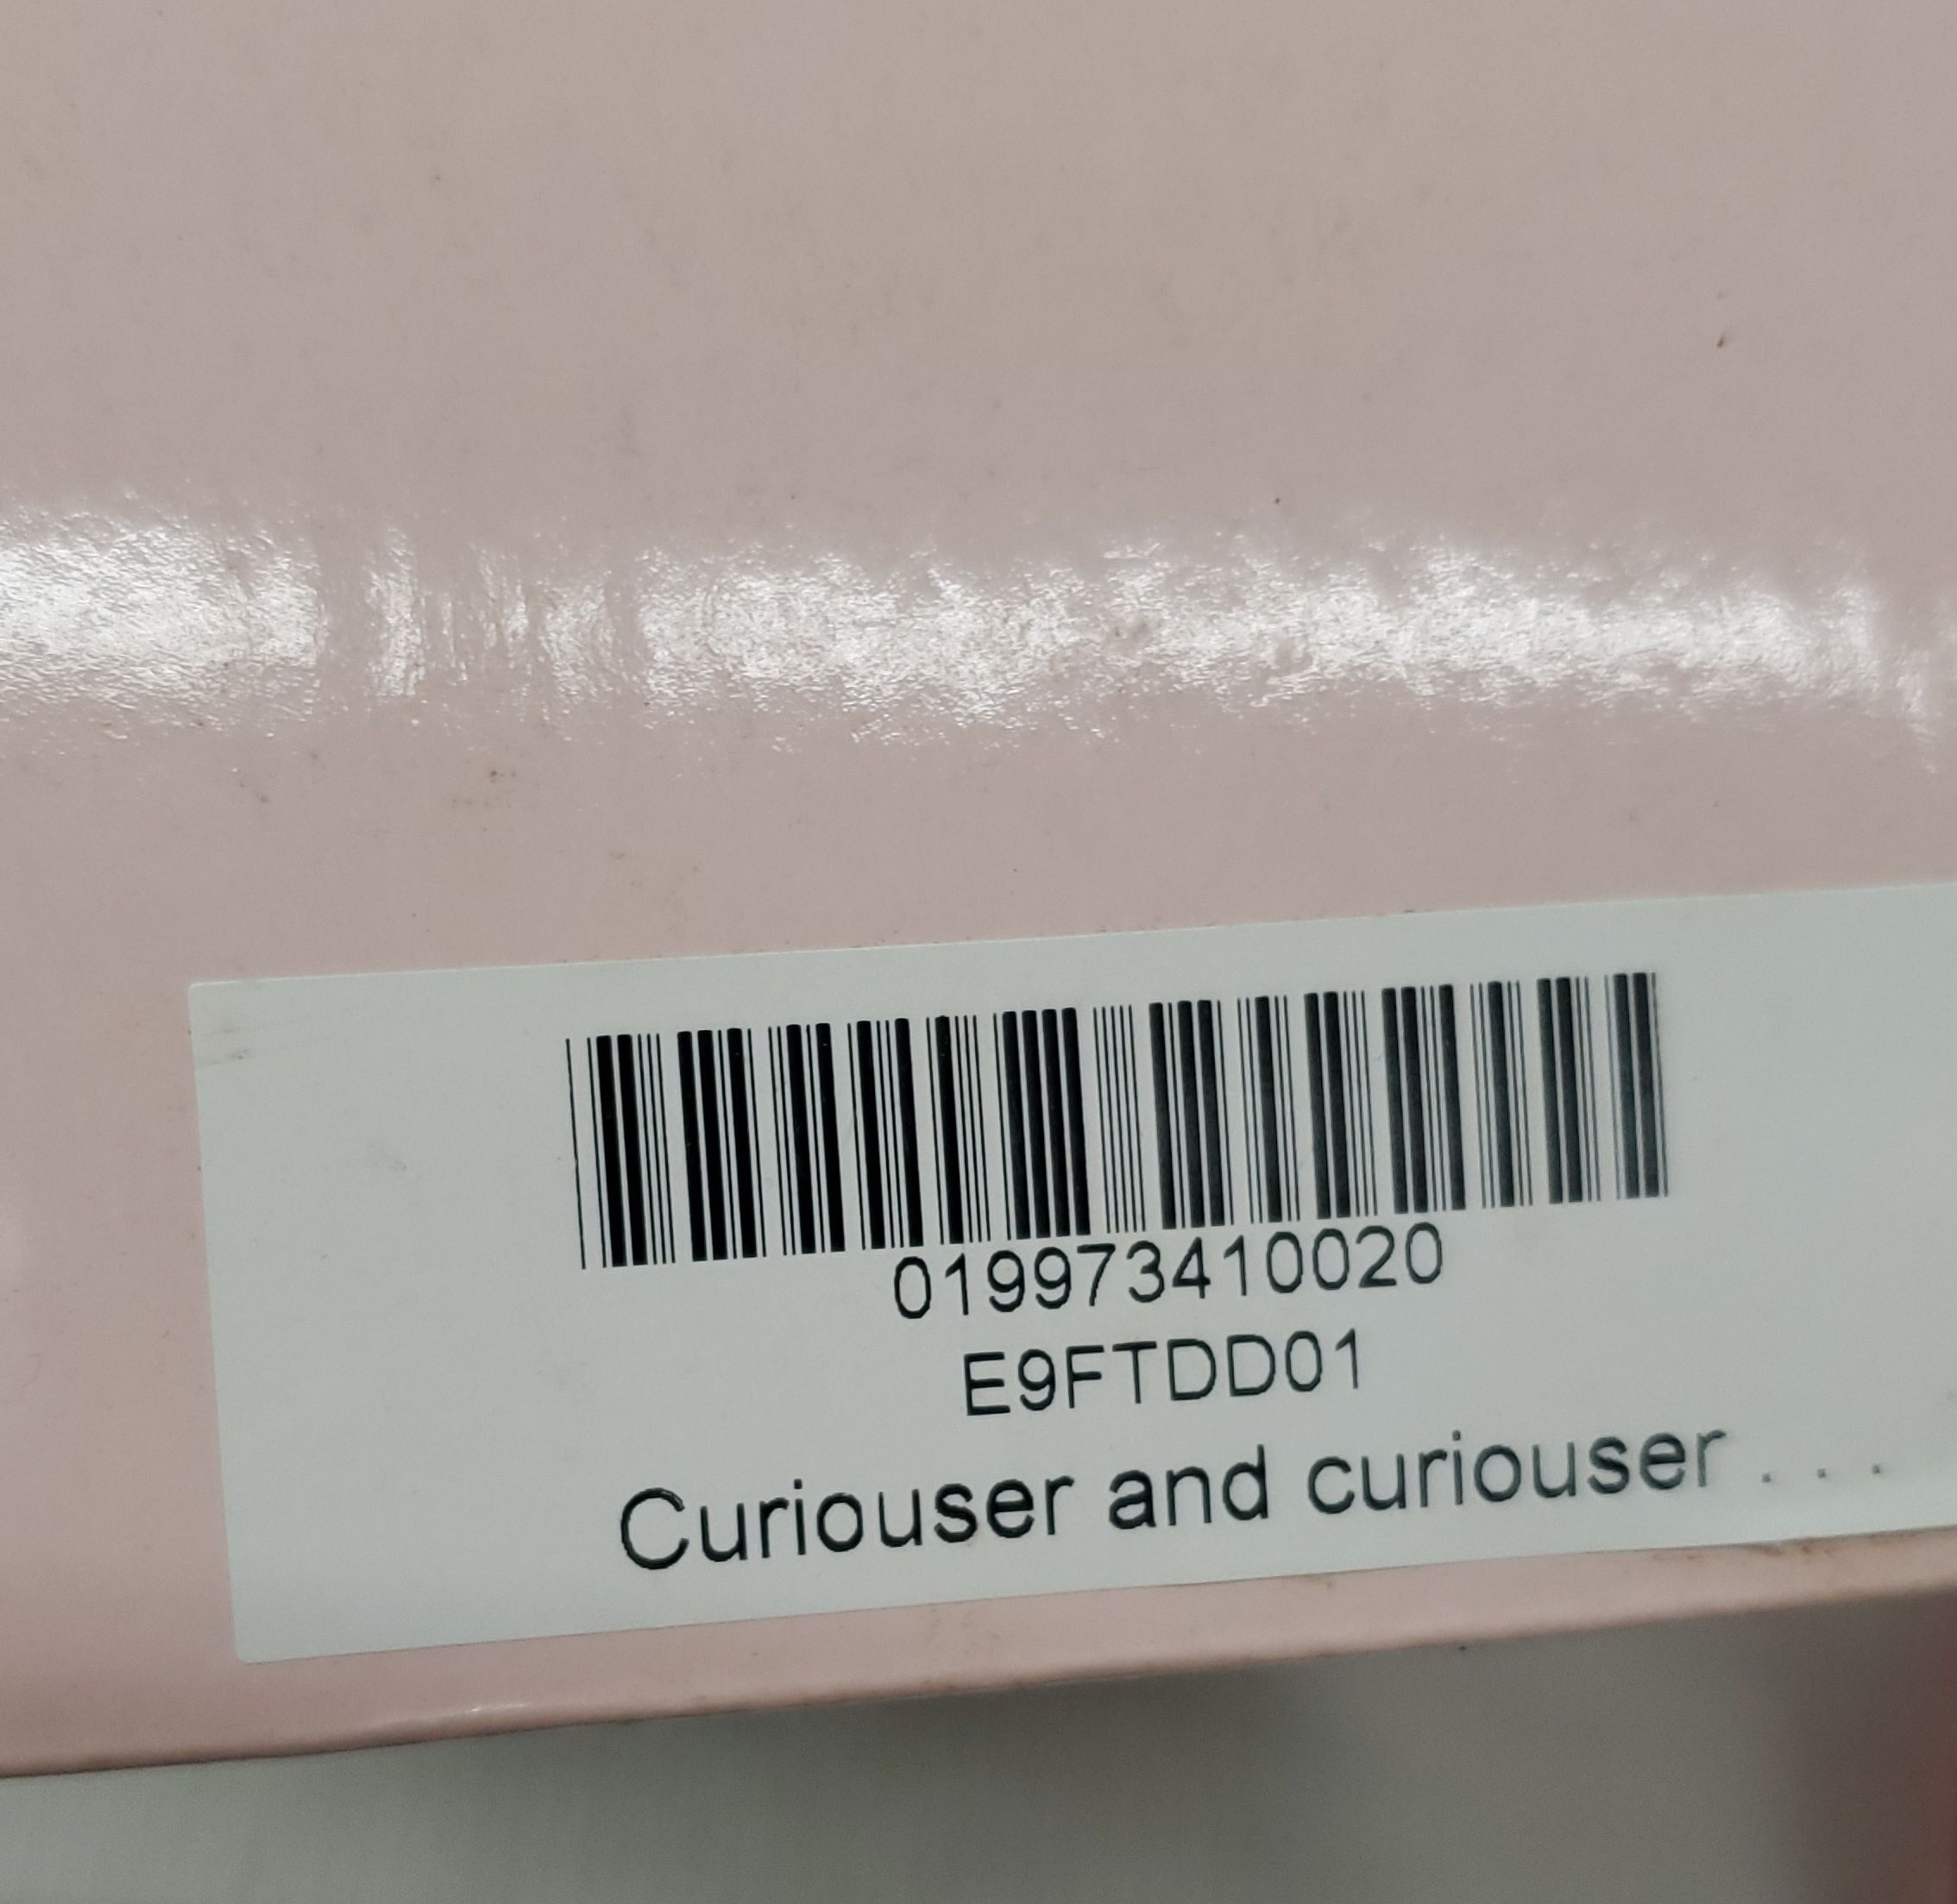 019973410020
E9FTDD01
Curiouser and curiouser . . .